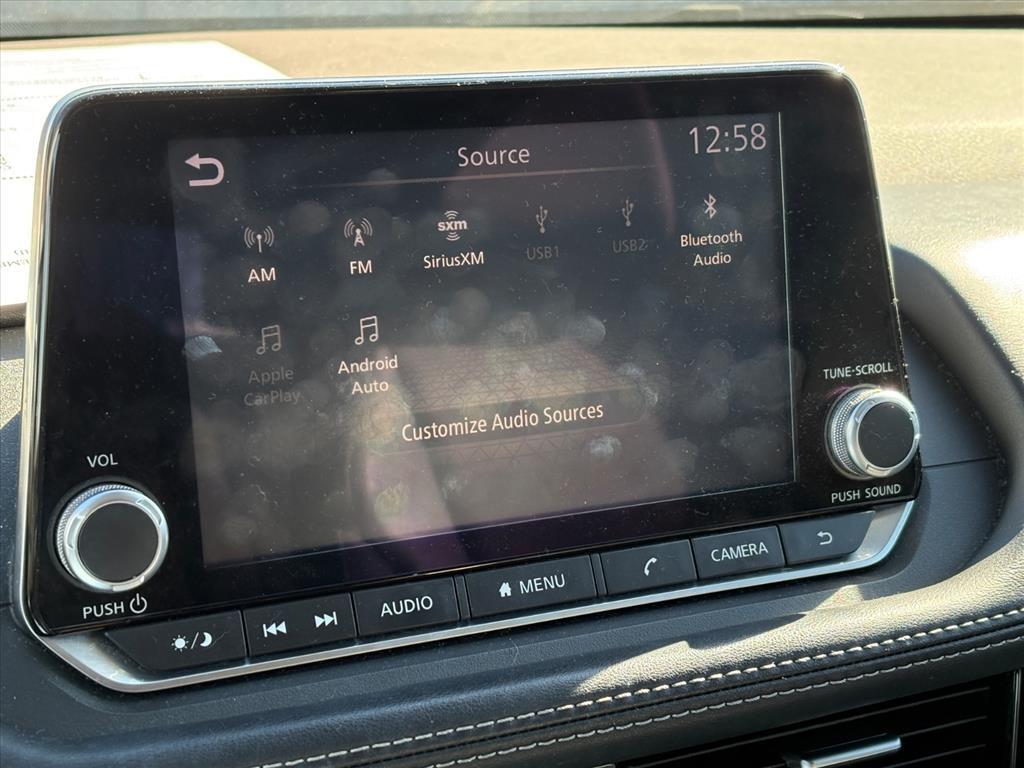 Source
12:58
AM
FM
sxm
SiriusXM
USB1
USB2
Bluetooth
Audio
Apple
CarPlay
Android
Auto
Customize Audio Sources
VOL
PUSH
TUNE·SCROLL
PUSH SOUND
AUDIO
MENU
CAMERA